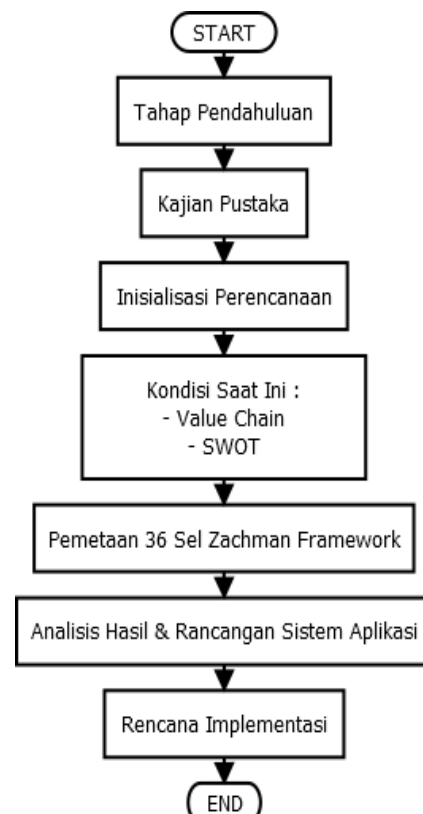 START
Tahap Pendahuluan
Kajian Pustaka
Inisialisasi Perencanaan
Kondisi Saat Ini :
- Value Chain
- SWOT
Pemetaan 36 Sel Zachman Framework
Analisis Hasil & Rancangan Sistem Aplikasi
Rencana Implementasi
END